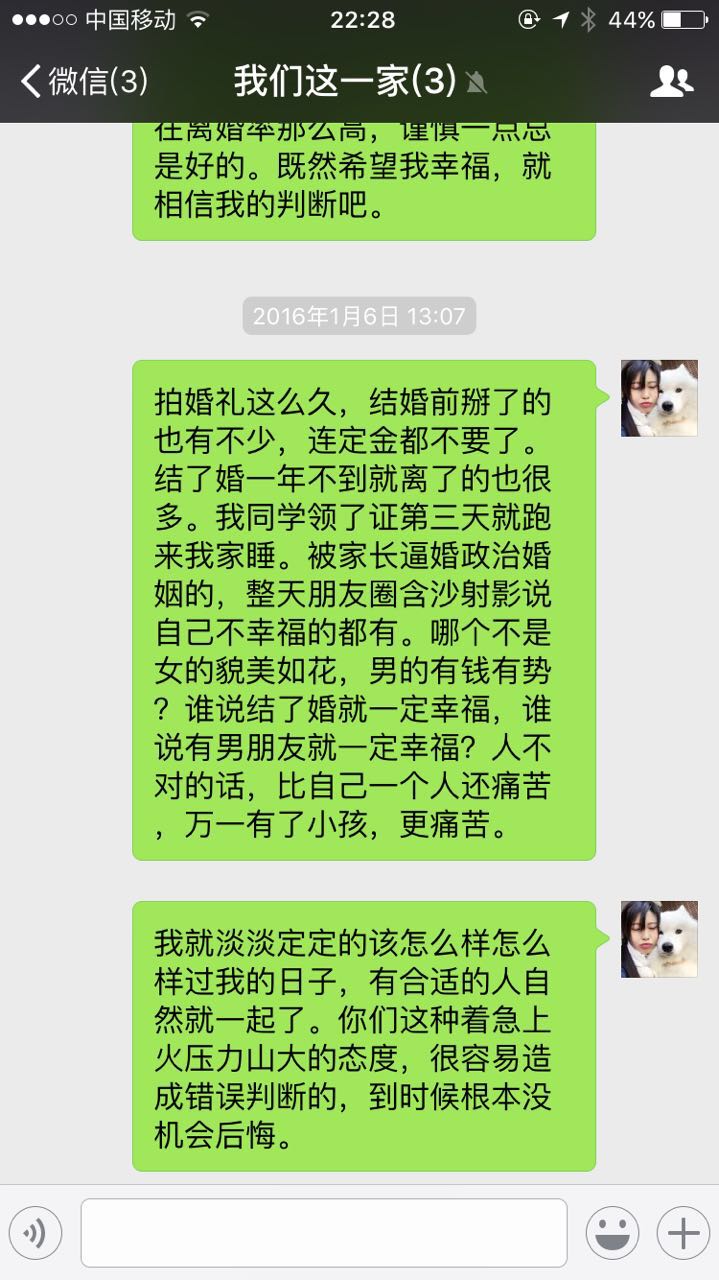 中国移动 22:28 44%
微信(3) 我们这一家(3)
在离婚率那么高，谨慎一点总
是好的。既然希望我幸福，就
相信我的判断吧。
2016年1月6日 13:07
拍婚礼这么久，结婚前掰了的
也有不少，连定金都不要了。
结了婚一年不到就离了的也很
多。我同学领了证第三天就跑
来我家睡。被家长逼婚政治婚
姻的，整天朋友圈含沙射影说
自己不幸福的都有。哪个不是
女的貌美如花，男的有钱有势
？谁说结了婚就一定幸福，谁
说有男朋友就一定幸福？人不
对的话，比自己一个人还痛苦
，万一有了小孩，更痛苦。
我就淡淡定定的该怎么样怎么
样过我的日子，有合适的人自
然就一起了。你们这种着急上
火压力山大的态度，很容易造
成错误判断的，到时候根本没
机会后悔。